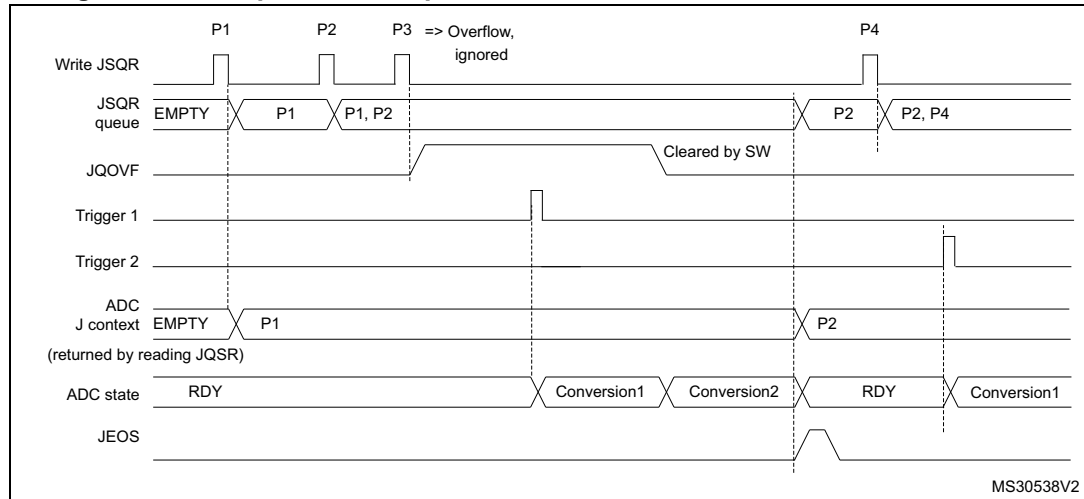 P1 P2 P3 => Overflow, P4
ignored
Write JSQR
JSQR
queue
EMPTY P1 P1, P2 P2 P2, P4
JQOVF Cleared by SW
Trigger 1
Trigger 2
ADC
J context
EMPTY P1 P2
(returned by reading JQSR)
ADC state RDY Conversion1 Conversion2 RDY Conversion1
JEOS
MS30538V2